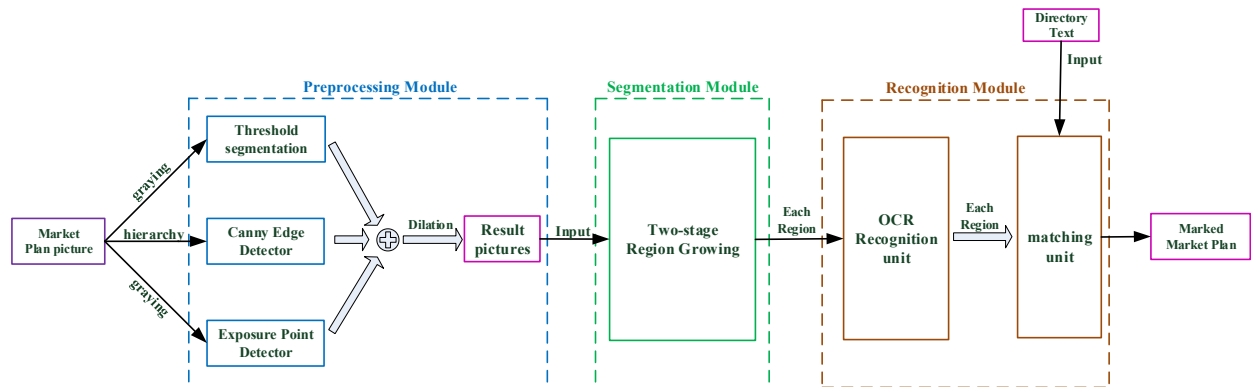 Directory
Text
Input
Preprocessing Module
Segmentation Module
Recognition Module
Threshold
segmentation
graying
Market
Plan picture
hierarchy
Canny Edge
Detector
Dilation
Result
pictures
Input
Two-stage
Region Growing
Each
Region
OCR
Recognition
unit
Each
Region
matching
unit
Marked
Market Plan
graying
Exposure Point
Detector